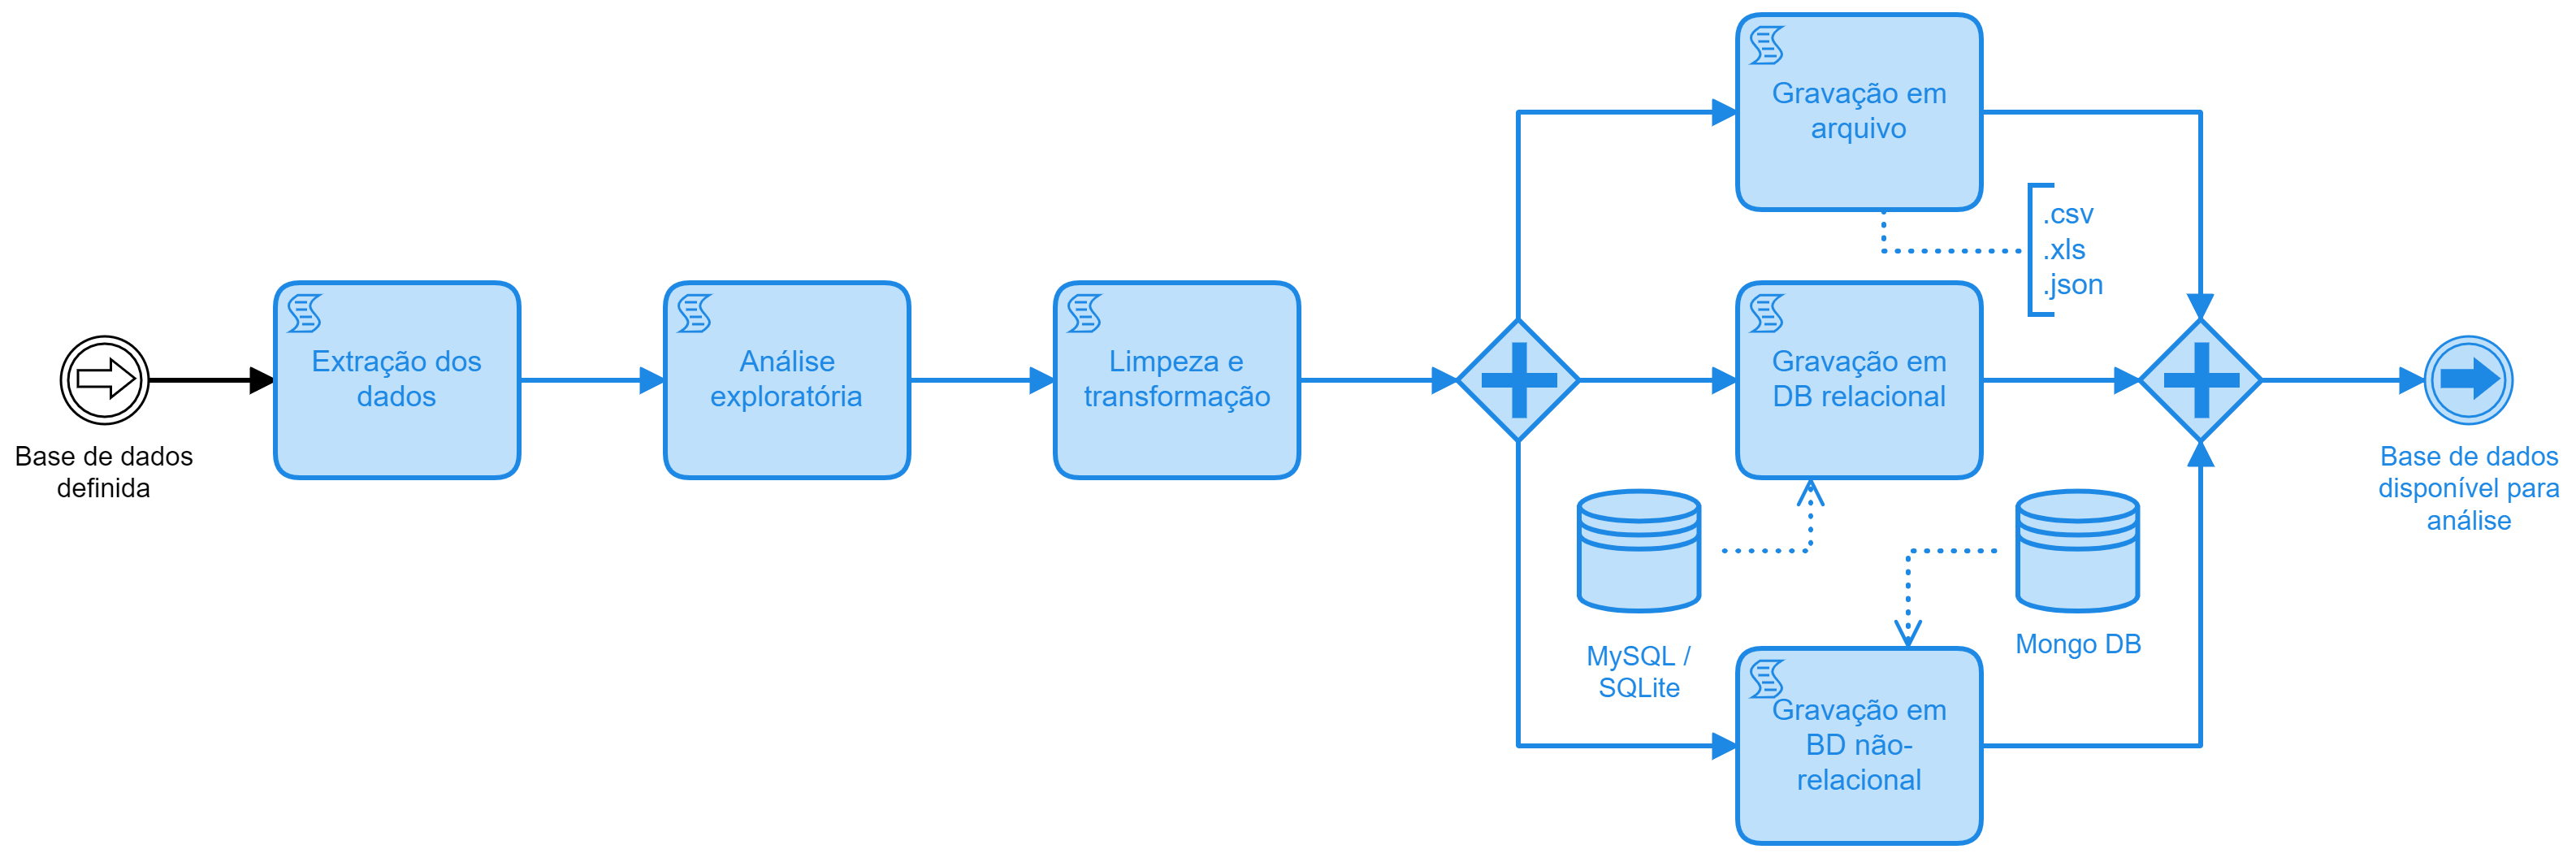 Base de dados
definida
Extração dos
dados
Análise
exploratória
Limpeza e
transformação
Gravação em
arquivo
.csv
.xls
.json
Gravação em
DB relacional
MySQL /
SQLite
Mongo DB
Gravação em
BD não-
relacional
Base de dados
disponível para
análise